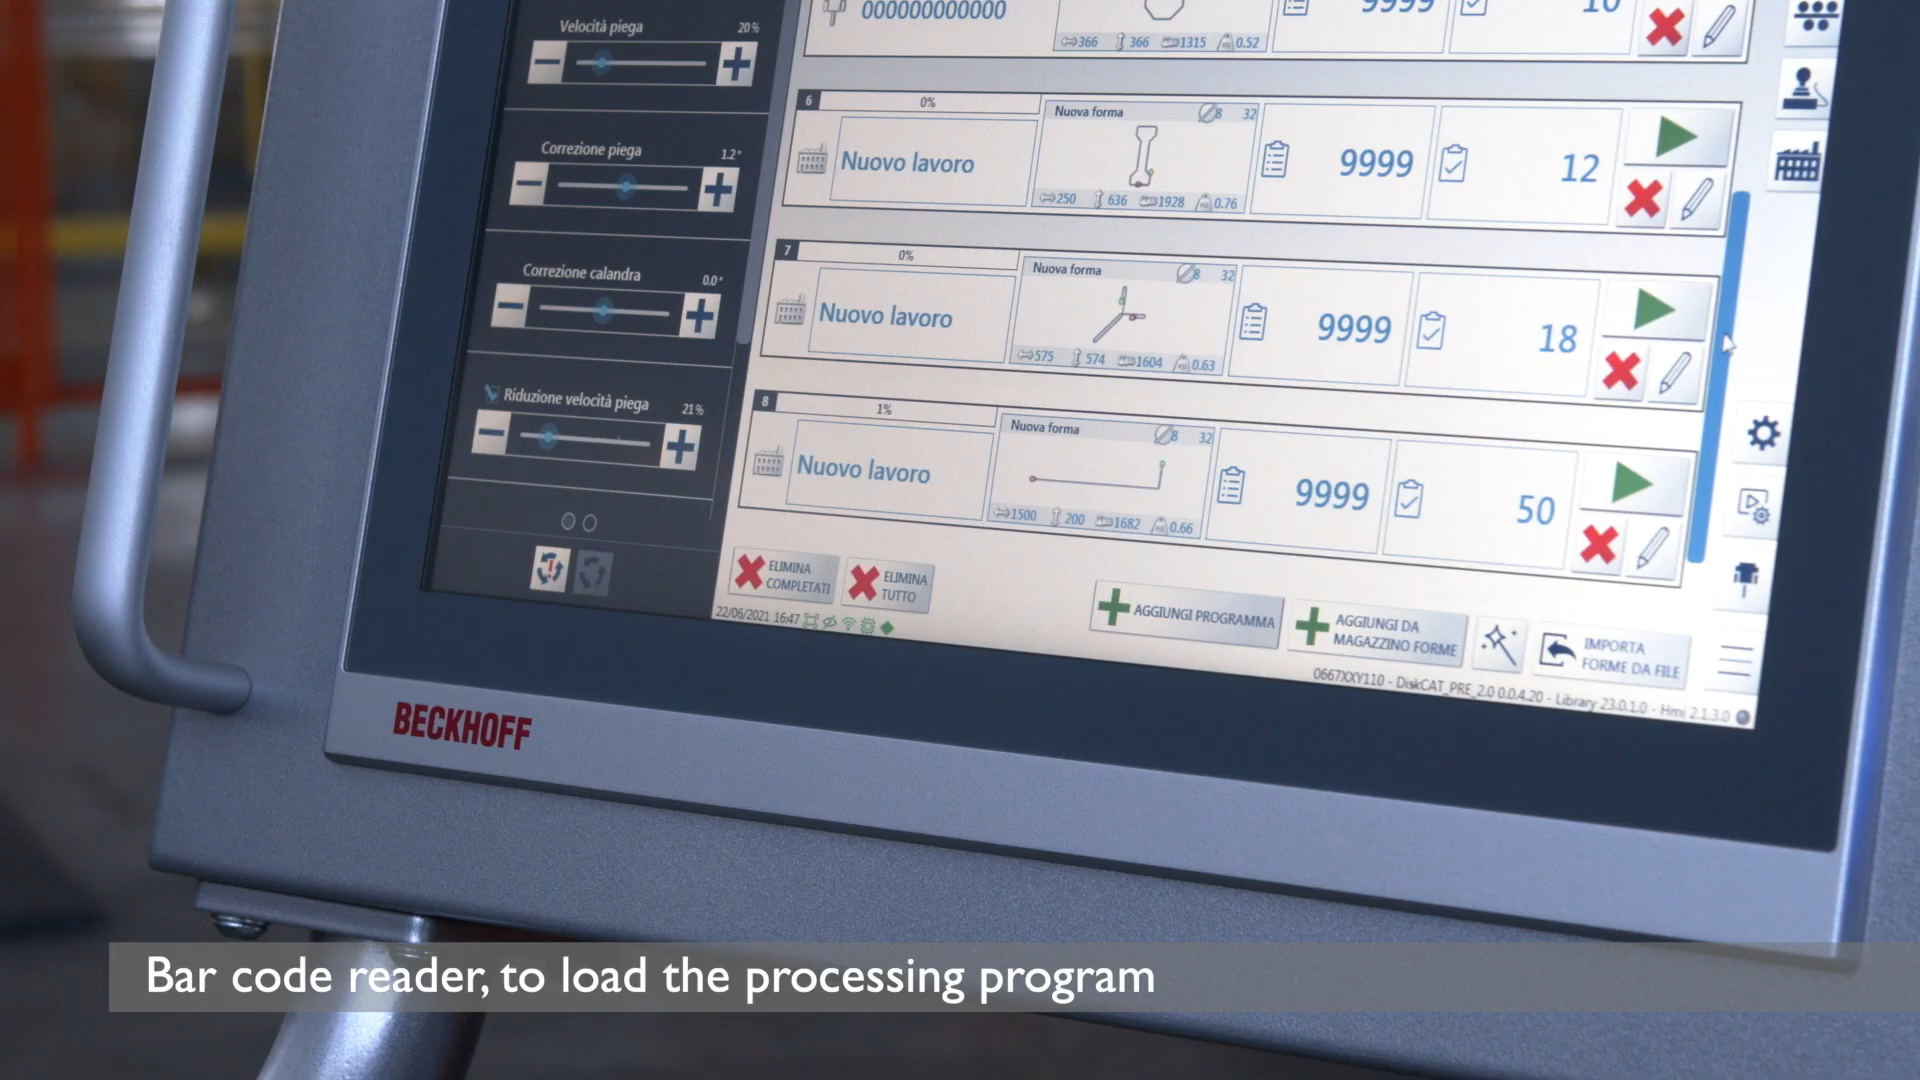 Velocità piega 20%
Correzione piega 1.2°
Correzione calandra 0.0°
Riduzione velocità piega 21%
000000000000
366 366 1315 0.52
9999
10
6 0%
Nuovo lavoro
Nuova forma 8 32
250 636 1928 0.76
9999
12
7 0%
Nuovo lavoro
Nuova forma 8 32
575 574 1604 0.63
9999
18
8 1%
Nuovo lavoro
Nuova forma 8 32
1500 200 1682 0.66
9999
50
ELIMINA
COMPLETATI
ELIMINA
TUTTO
AGGIUNGI PROGRAMMA
AGGIUNGI DA
MAGAZZINO FORME
IMPORTA
FORME DA FILE
22/06/2021 16:47
0667XXY110 - DiskCAT_PRE_2.0 0.0.4.20 - Library 23.0.1.0 - Hmi 2.1.3.0
BECKHOFF
Bar code reader, to load the processing program